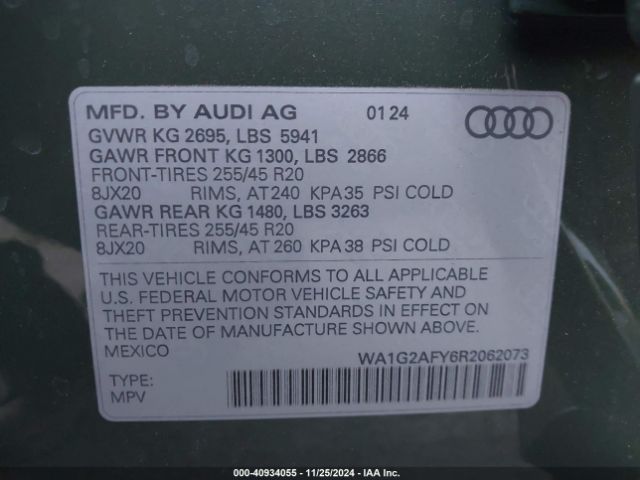 MFD. BY AUDI AG 01 24
GVWR KG 2695, LBS 5941
GAWR FRONT KG 1300, LBS 2866
FRONT-TIRES 255/45 R20
8JX20 RIMS, AT 240 KPA 35 PSI COLD
GAWR REAR KG 1480, LBS 3263
REAR-TIRES 255/45 R20
8JX20 RIMS, AT 260 KPA 38 PSI COLD
THIS VEHICLE CONFORMS TO ALL APPLICABLE
U.S. FEDERAL MOTOR VEHICLE SAFETY AND
THEFT PREVENTION STANDARDS IN EFFECT ON
THE DATE OF MANUFACTURE SHOWN ABOVE.
MEXICO WA1G2AFY6R2062073
TYPE:
MPV
000-40934055 - 11/25/2024 - IAA Inc.